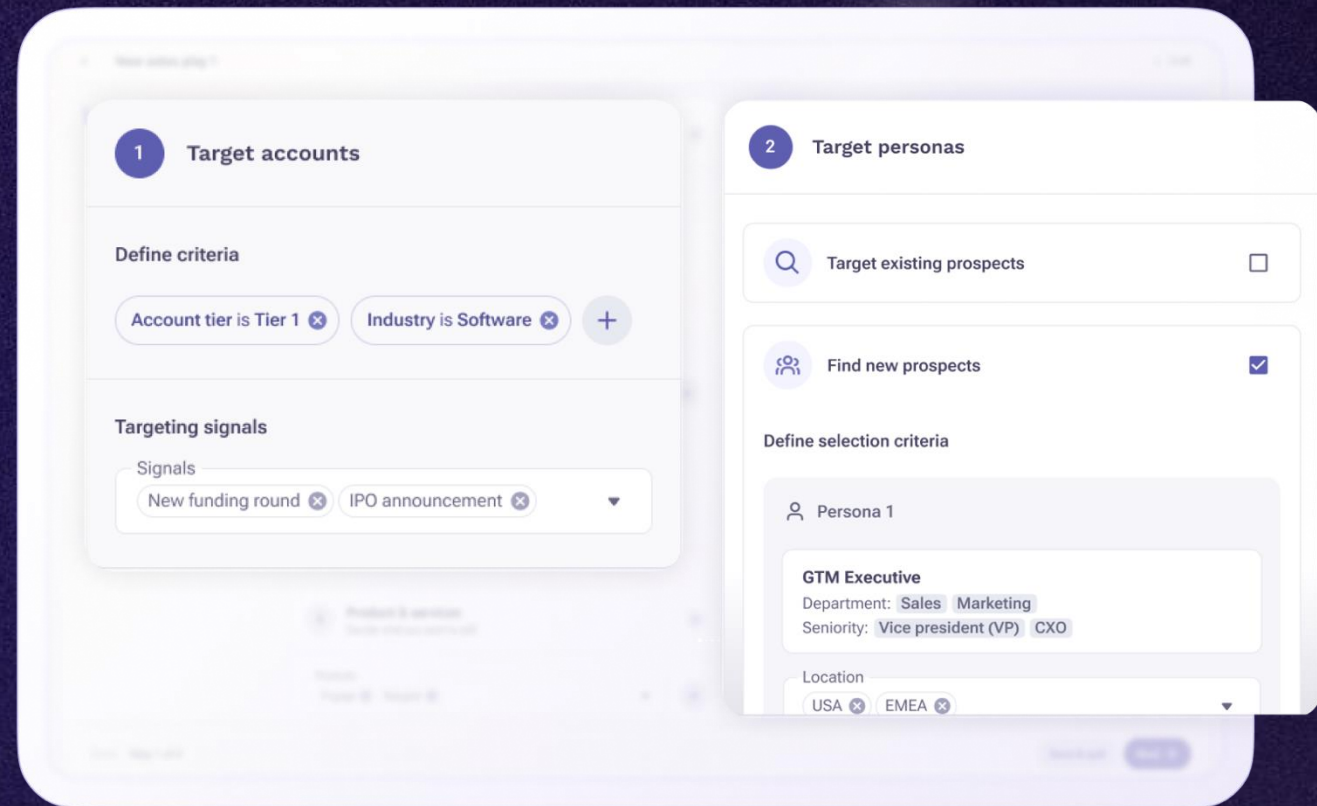 1
Target accounts
Define criteria
Account tier is Tier 1
Industry is Software
Targeting signals
Signals
New funding round
IPO announcement
2
Target personas
Target existing prospects
Find new prospects
Define selection criteria
Persona 1
GTM Executive
Department: Sales Marketing
Seniority: Vice president (VP) CXO
Location
USA
EMEA